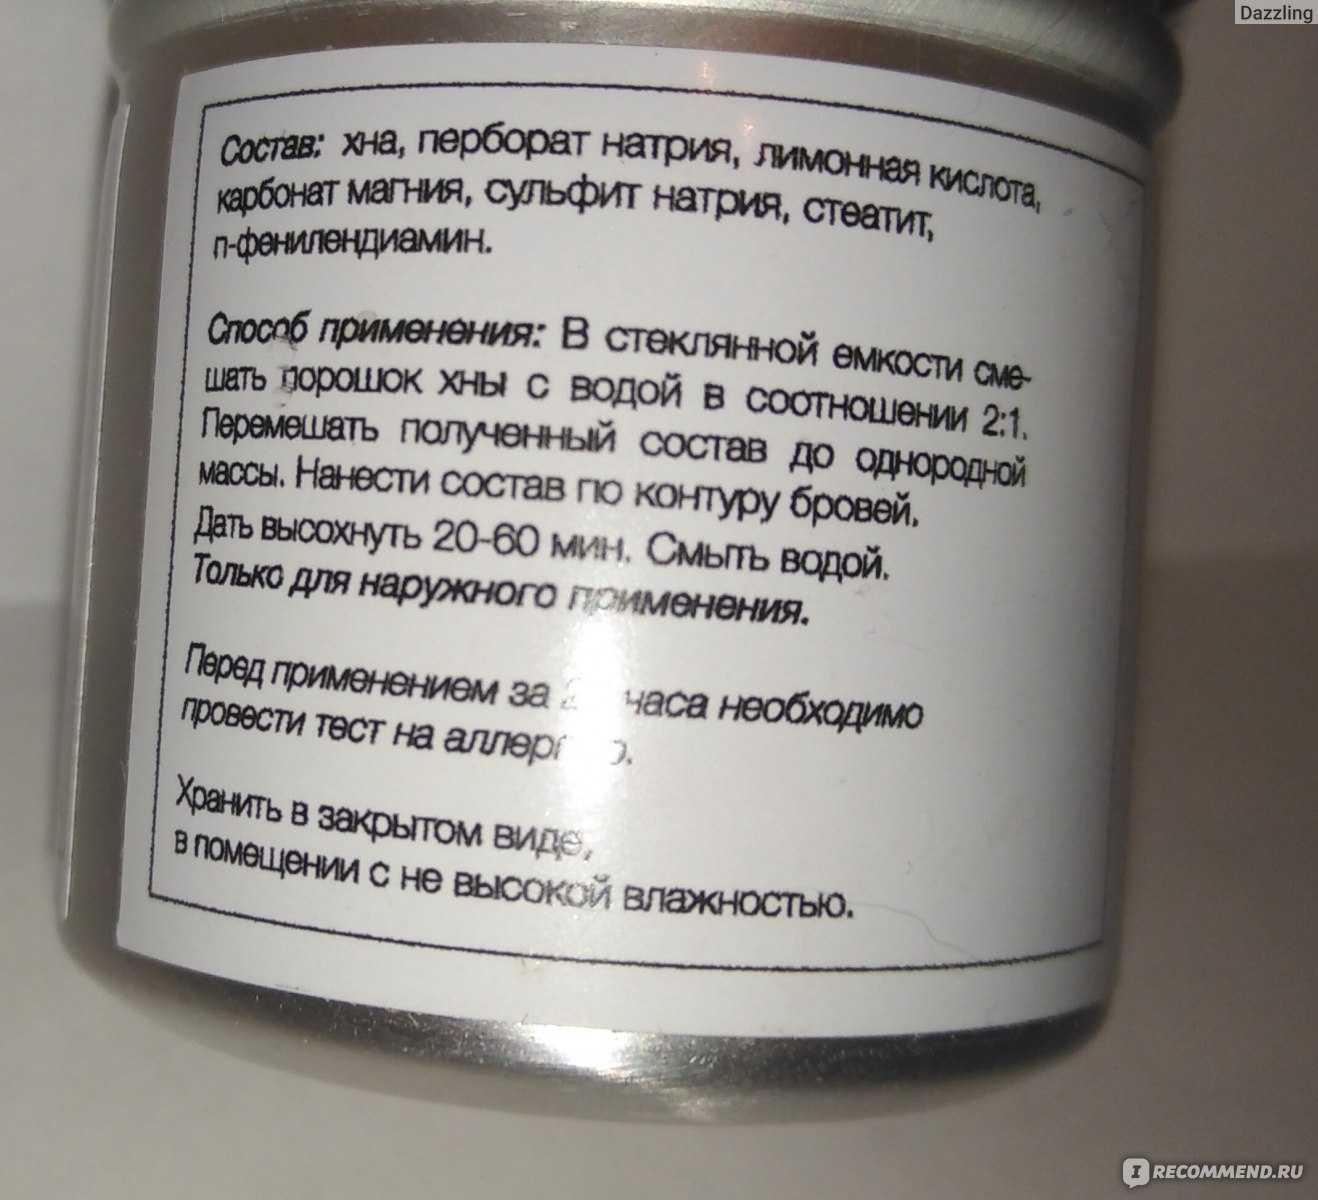 Dazzling
Состав: хна, перборат натрия, лимонная кислота,
карбонат магния, сульфит натрия, стеатит,
п-фенилендиамин.
Способ применения: В стеклянной емкости сме-
шать порошок хны с водой в соотношении 2:1.
Перемешать полученный состав до однородной
массы. Нанести состав по контуру бровей.
Дать высохнуть 20-60 мин. Смыть водой.
Только для наружного применения.
Перед применением за часа необходимо
провести тест на
Хранить в закрытом виде,
в помещении с не высокой влажностью.
IRECOMMEND.RU